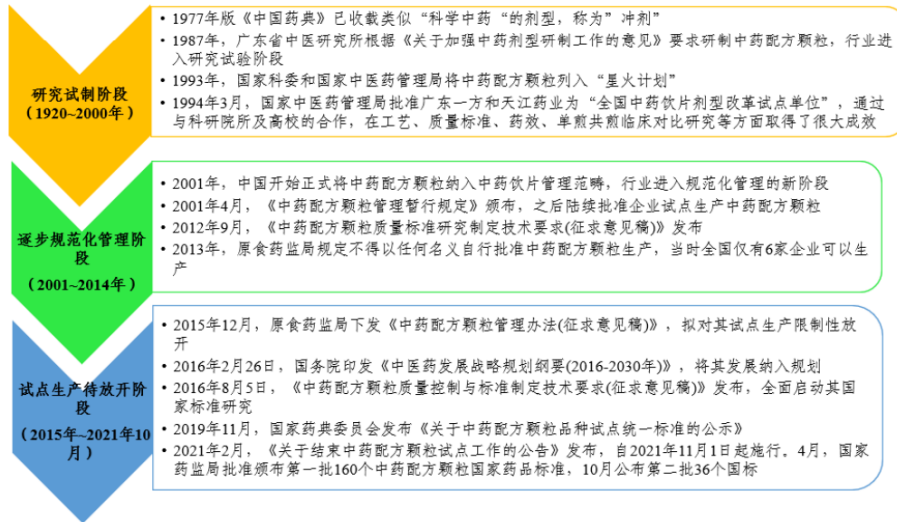 研究试制阶段
（1920~2000年）
• 1977年版《中国药典》已收载类似“科学中药“的剂型，称为”冲剂”
• 1987年，广东省中医研究所根据《关于加强中药剂型研制工作的意见》要求研制中药配方颗粒，行业进
入研究试验阶段
• 1993年，国家科委和国家中医药管理局将中药配方颗粒列入“星火计划”
• 1994年3月，国家中医药管理局批准广东一方和天江药业为“全国中药饮片剂型改革试点单位”，通过
与科研院所及高校的合作，在工艺、质量标准、药效、单煎共煎临床对比研究等方面取得了很大成效
逐步规范化管理阶
段
（2001~2014年）
• 2001年，中国开始正式将中药配方颗粒纳入中药饮片管理范畴，行业进入规范化管理的新阶段
• 2001年4月，《中药配方颗粒管理暂行规定》颁布，之后陆续批准企业试点生产中药配方颗粒
• 2012年9月，《中药配方颗粒质量标准研究制定技术要求(征求意见稿)》发布
• 2013年，原食药监局规定不得以任何名义自行批准中药配方颗粒生产，当时全国仅有6家企业可以生
产
试点生产待放开阶
段
（2015年~2021年10
月）
• 2015年12月，原食药监局下发《中药配方颗粒管理办法(征求意见稿)》，拟对其试点生产限制性放
开
• 2016年2月26日，国务院印发《中医药发展战略规划纲要(2016-2030年)》，将其发展纳入规划
• 2016年8月5日，《中药配方颗粒质量控制与标准制定技术要求(征求意见稿)》发布，全面启动其国
家标准研究
• 2019年11月，国家药典委员会发布《关于中药配方颗粒品种试点统一标准的公示》
• 2021年2月，《关于结束中药配方颗粒试点工作的公告》发布，自2021年11月1日起施行。4月，国家
药监局批准颁布第一批160个中药配方颗粒国家药品标准，10月公布第二批36个国标